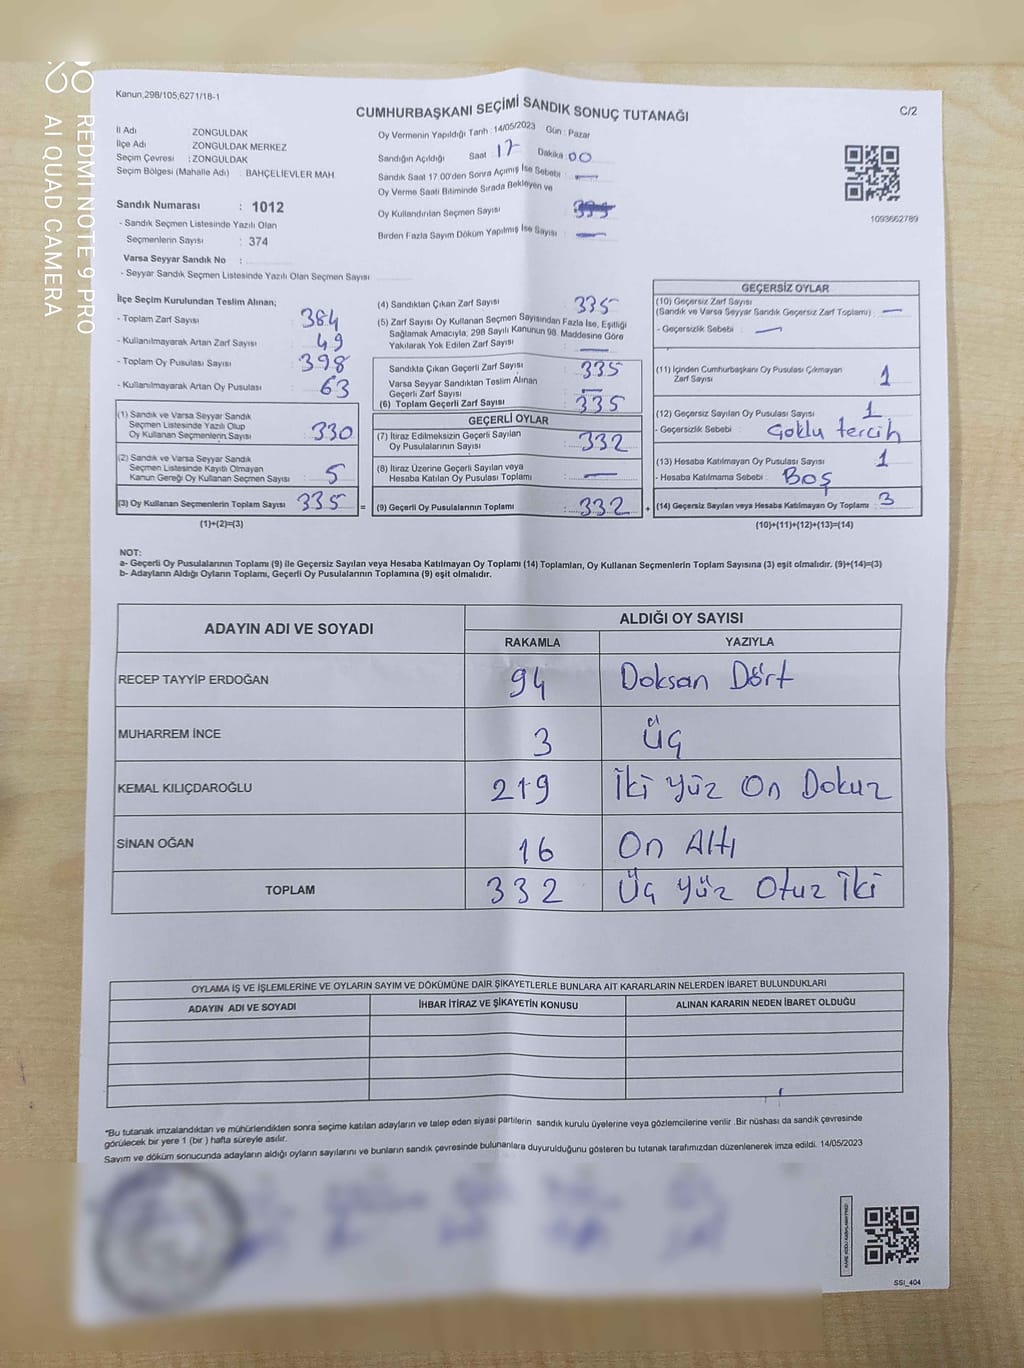 REDMI NOTE 9 PRO
AI QUAD CAMERA
Kanun,298/105,6271/18-1
CUMHURBAŞKANI SEÇİMİ SANDIK SONUÇ TUTANAĞI
C/2
İl Adı ZONGULDAK
İlçe Adı ZONGULDAK MERKEZ
Seçim Çevresi : ZONGULDAK
Seçim Bölgesi (Mahalle Adı) : BAHÇELİEVLER MAH.
Sandık Numarası : 1012
- Sandık Seçmen Listesinde Yazılı Olan
Seçmenlerin Sayısı : 374
Varsa Seyyar Sandık No :
- Seyyar Sandık Seçmen Listesinde Yazılı Olan Seçmen Sayısı
Oy Vermenin Yapıldığı Tarih : 14/05/2023 Gün : Pazar
Sandığın Açıldığı Saat 17 Dakika 00
Sandık Saat 17.00'den Sonra Açılmış İse Sebebi : —
Oy Verme Saati Bitiminde Sırada Bekleyen ve
Oy Kullandırılan Seçmen Sayısı :
Birden Fazla Sayım Döküm Yapılmış İse Sayısı : —
1093662789
İlçe Seçim Kurulundan Teslim Alınan;
- Toplam Zarf Sayısı : 384
- Kullanılmayarak Artan Zarf Sayısı : 49
- Toplam Oy Pusulası Sayısı : 398
- Kullanılmayarak Artan Oy Pusulası : 63
(1) Sandık ve Varsa Seyyar Sandık
Seçmen Listesinde Yazılı Olup
Oy Kullanan Seçmenlerin Sayısı : 330
(2) Sandık ve Varsa Seyyar Sandık
Seçmen Listesinde Kayıtlı Olmayan
Kanun Gereği Oy Kullanan Seçmen Sayısı : 5
(3) Oy Kullanan Seçmenlerin Toplam Sayısı 335 =
(1)+(2)=(3)
(4) Sandıktan Çıkan Zarf Sayısı : 335
(5) Zarf Sayısı Oy Kullanan Seçmen Sayısından Fazla İse, Eşitliği
Sağlamak Amacıyla, 298 Sayılı Kanunun 98. Maddesine Göre
Yakılarak Yok Edilen Zarf Sayısı : —
Sandıkta Çıkan Geçerli Zarf Sayısı : 335
Varsa Seyyar Sandıktan Teslim Alınan
Geçerli Zarf Sayısı : —
(6) Toplam Geçerli Zarf Sayısı : 335
GEÇERLİ OYLAR
(7) İtiraz Edilmeksizin Geçerli Sayılan
Oy Pusulalarının Sayısı : 332
(8) İtiraz Üzerine Geçerli Sayılan veya
Hesaba Katılan Oy Pusulası Toplamı : —
(9) Geçerli Oy Pusulalarının Toplamı : 332 +
GEÇERSİZ OYLAR
(10) Geçersiz Zarf Sayısı
(Sandık ve Varsa Seyyar Sandık Geçersiz Zarf Toplamı) : —
- Geçersizlik Sebebi : —
(11) İçinden Cumhurbaşkanı Oy Pusulası Çıkmayan
Zarf Sayısı : 1
(12) Geçersiz Sayılan Oy Pusulası Sayısı : 1
- Geçersizlik Sebebi : Çoklu tercih
(13) Hesaba Katılmayan Oy Pusulası Sayısı : 1
- Hesaba Katılmama Sebebi : Boş
(14) Geçersiz Sayılan veya Hesaba Katılmayan Oy Toplamı : 3
(10)+(11)+(12)+(13)=(14)
NOT:
a- Geçerli Oy Pusulalarının Toplamı (9) ile Geçersiz Sayılan veya Hesaba Katılmayan Oy Toplamı (14) Toplamları, Oy Kullanan Seçmenlerin Toplam Sayısına (3) eşit olmalıdır. (9)+(14)=(3)
b- Adayların Aldığı Oyların Toplamı, Geçerli Oy Pusulalarının Toplamına (9) eşit olmalıdır.
ADAYIN ADI VE SOYADI
ALDIĞI OY SAYISI
RAKAMLA YAZIYLA
RECEP TAYYİP ERDOĞAN 94 Doksan Dört
MUHARREM İNCE 3 Üç
KEMAL KILIÇDAROĞLU 219 İki Yüz On Dokuz
SİNAN OĞAN 16 On Altı
TOPLAM 332 Üç Yüz Otuz İki
OYLAMA İŞ VE İŞLEMLERİNE VE OYLARIN SAYIM VE DÖKÜMÜNE DAİR ŞİKAYETLERLE BUNLARA AİT KARARLARIN NELERDEN İBARET BULUNDUKLARI
ADAYIN ADI VE SOYADI İHBAR İTİRAZ VE ŞİKAYETİN KONUSU ALINAN KARARIN NEDEN İBARET OLDUĞU
*Bu tutanak imzalandıktan ve mühürlendikten sonra seçime katılan adayların ve talep eden siyasi partilerin sandık kurulu üyelerine veya gözlemcilerine verilir .Bir nüshası da sandık çevresinde
görülecek bir yere 1 (bir ) hafta süreyle asılır.
Sayım ve döküm sonucunda adayların aldığı oyların sayılarını ve bunların sandık çevresinde bulunanlara duyurulduğunu gösteren bu tutanak tarafımızdan düzenlenerek imza edildi. 14/05/2023
SSI_404